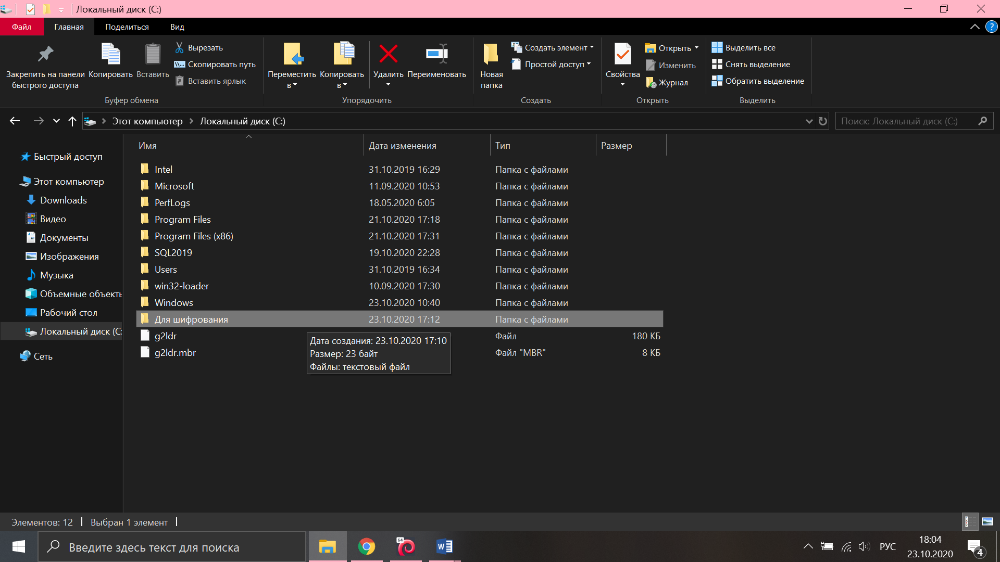 Локальный диск (C:)
Файл Главная Поделиться Вид
Закрепить на панели быстрого доступа
Копировать
Вставить
Вырезать
Скопировать путь
Вставить ярлык
Буфер обмена
Переместить в
Копировать в
Удалить
Переименовать
Упорядочить
Новая папка
Создать элемент
Простой доступ
Создать
Свойства
Открыть
Изменить
Журнал
Открыть
Выделить все
Снять выделение
Обратить выделение
Выделить
Этот компьютер > Локальный диск (C:)
Поиск: Локальный диск (C:)
Быстрый доступ
Этот компьютер
Downloads
Видео
Документы
Изображения
Музыка
Объемные объекты
Рабочий стол
Локальный диск (C:
Сеть
Имя Дата изменения Тип Размер
Intel 31.10.2019 16:29 Папка с файлами
Microsoft 11.09.2020 10:53 Папка с файлами
PerfLogs 18.05.2020 6:05 Папка с файлами
Program Files 21.10.2020 17:18 Папка с файлами
Program Files (x86) 21.10.2020 17:31 Папка с файлами
SQL2019 19.10.2020 22:28 Папка с файлами
Users 31.10.2019 16:34 Папка с файлами
win32-loader 10.09.2020 17:30 Папка с файлами
Windows 23.10.2020 10:40 Папка с файлами
Для шифрования 23.10.2020 17:12 Папка с файлами
g2ldr Файл 180 КБ
g2ldr.mbr Файл "MBR" 8 КБ
Дата создания: 23.10.2020 17:10
Размер: 23 байт
Файлы: текстовый файл
Элементов: 12 Выбран 1 элемент
Введите здесь текст для поиска
64
W
РУС
18:04
23.10.2020
4